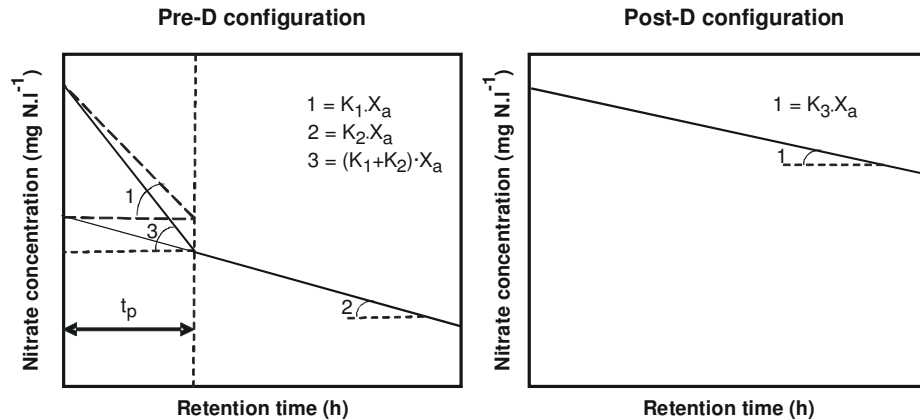 Pre-D configuration
Nitrate concentration (mg N.l⁻¹)
1 = K₁.Xₐ
2 = K₂.Xₐ
3 = (K₁+K₂)·Xₐ
1
3
2
tₚ
Retention time (h)
Post-D configuration
Nitrate concentration (mg N.l⁻¹)
1 = K₃.Xₐ
1
Retention time (h)